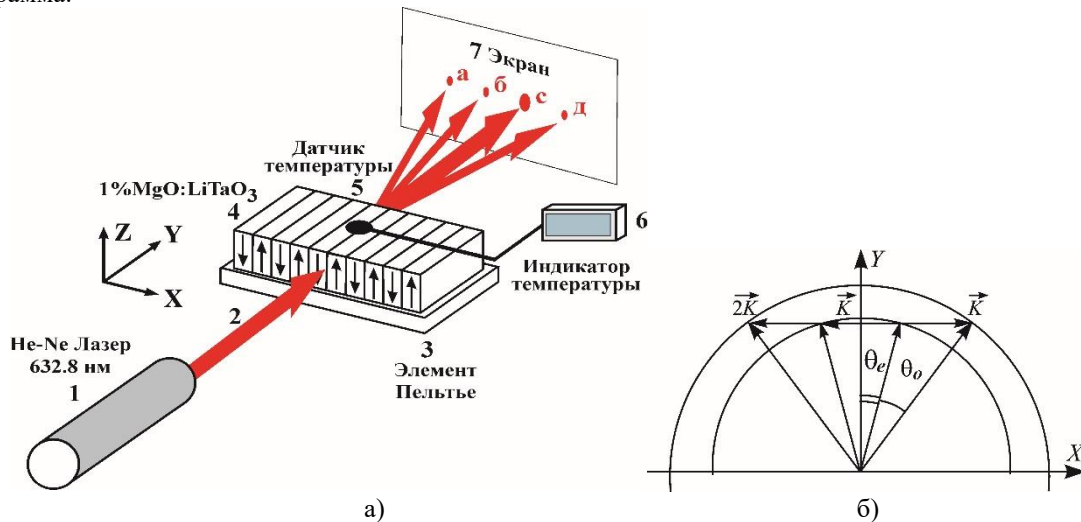 рамма.
7 Экран
а
б
с
д
Датчик
температуры
5
1%MgO:LiTaO3
4
6
Z
Y
X
Индикатор
температуры
2
He-Ne Лазер
632.8 нм
1
3
Элемент
Пельтье
а)
Y
2K
K
K
θe
θo
X
б)